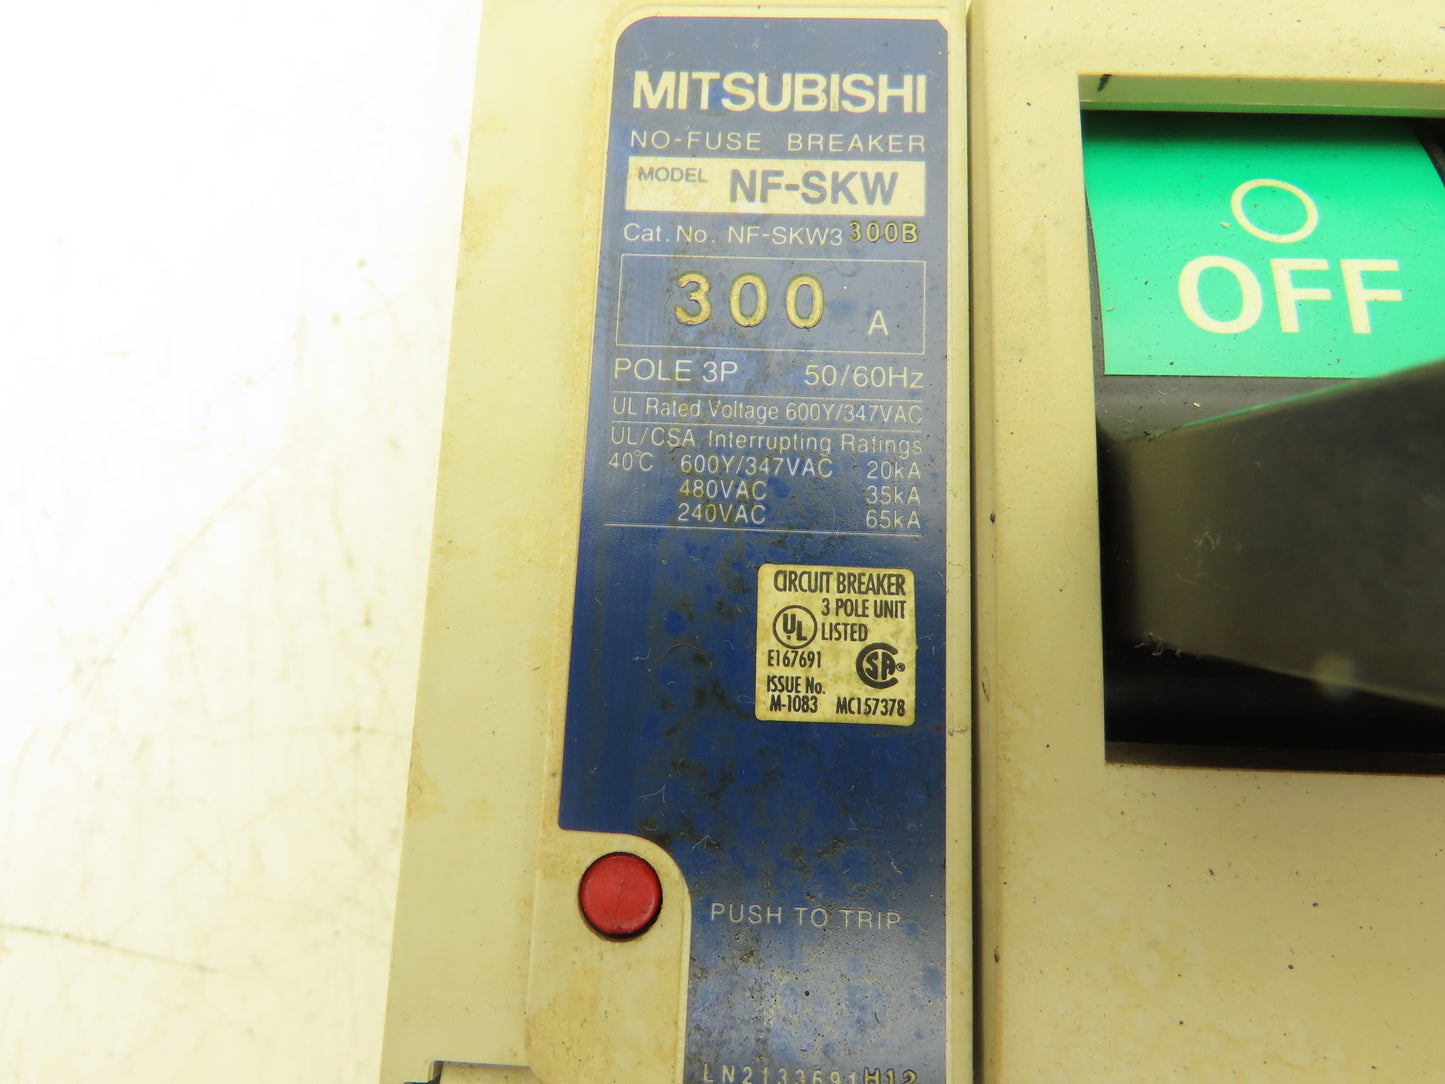 MITSUBISHI
NO-FUSE BREAKER
MODEL NF-SKW
Cat. No. NF-SKW3 300B
300 A
POLE 3P 50/60Hz
UL Rated Voltage 600Y/347VAC
UL/CSA Interrupting Ratings
40℃ 600Y/347VAC 20kA
480VAC 35kA
240VAC 65kA
CIRCUIT BREAKER
3 POLE UNIT
UL LISTED
E167691
SA
ISSUE No.
M-1083 MC157378
PUSH TO TRIP
LN2133691H12
OFF